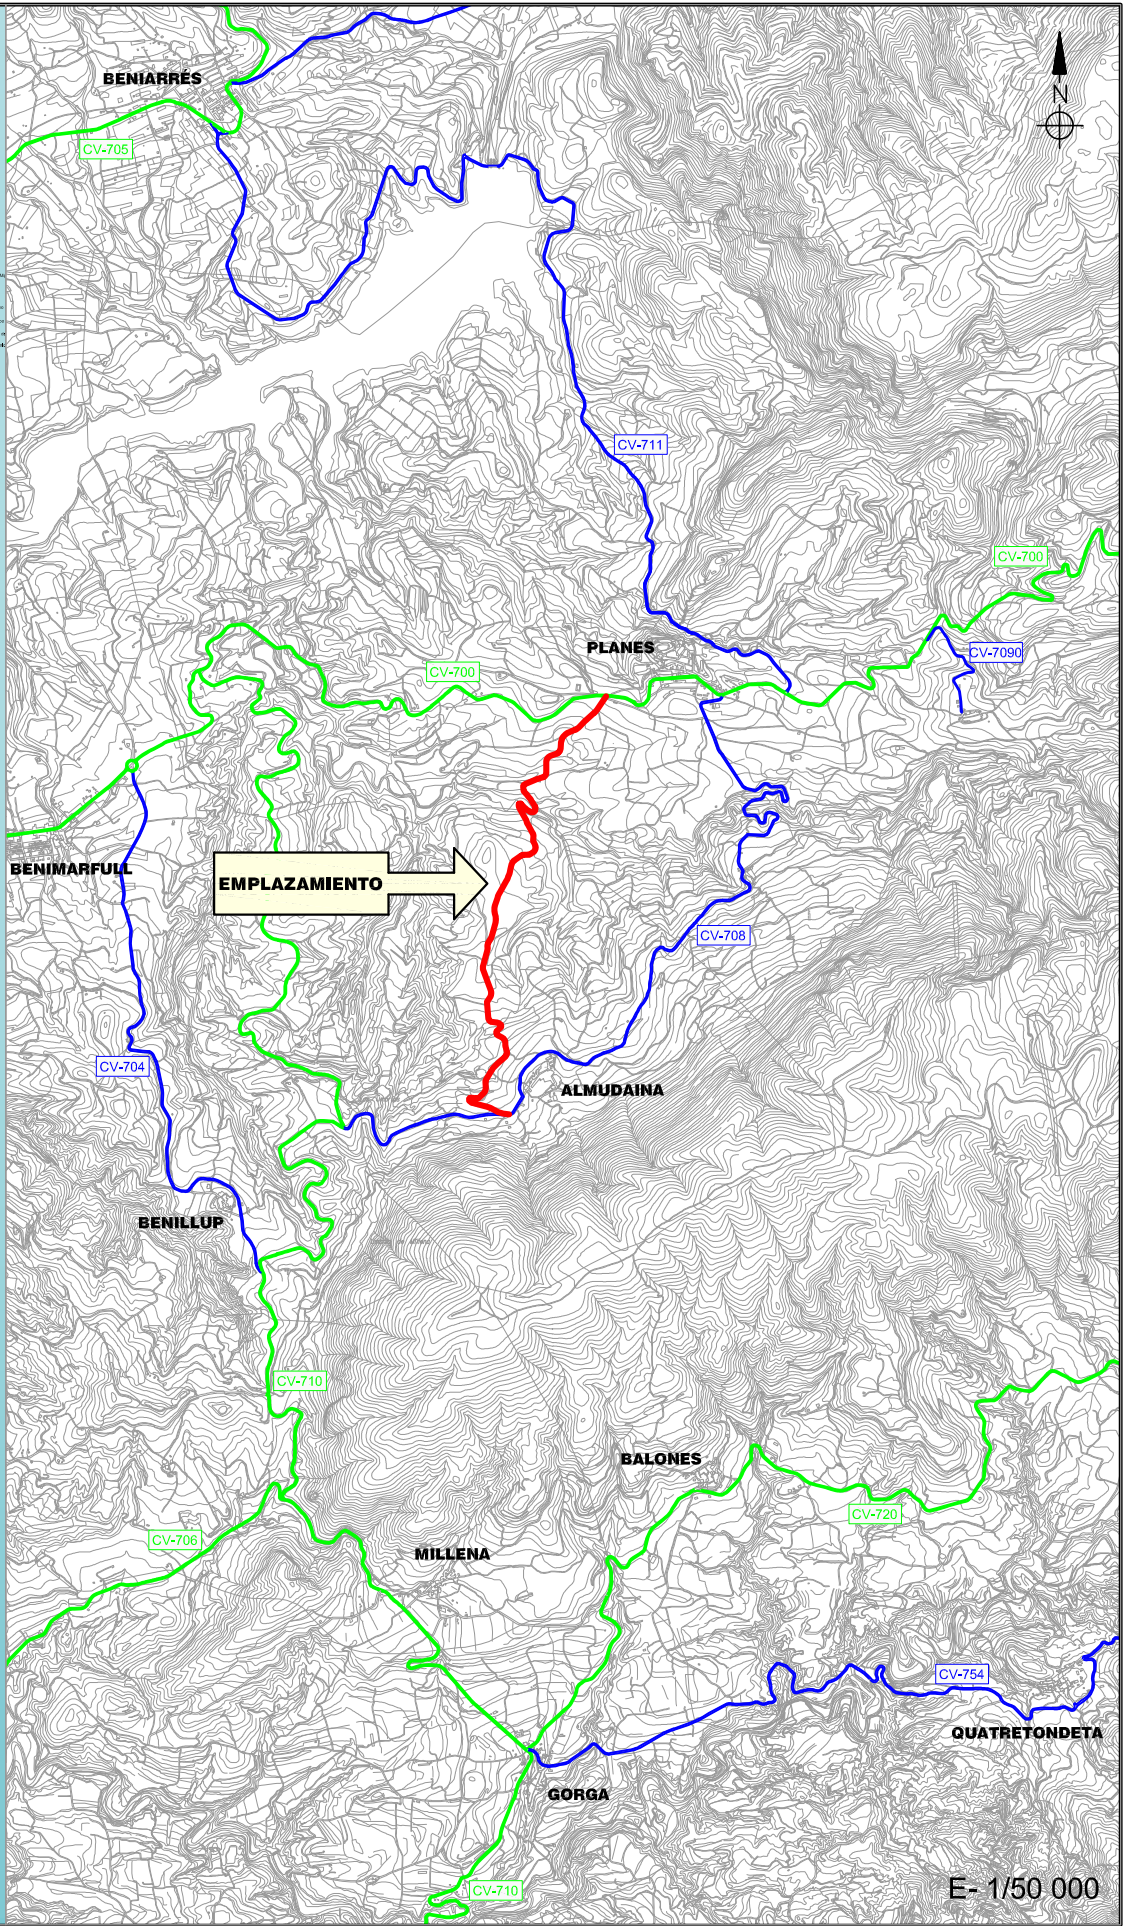 BENIARRÉS
N
CV-705
CV-711
CV-700
PLANES
CV-7090
CV-700
BENIMARFULL
EMPLAZAMIENTO
CV-708
CV-704
ALMUDAINA
BENILLUP
CV-710
BALONES
CV-720
CV-706
MILLENA
CV-754
QUATRETONDETA
GORGA
CV-710
E- 1/50 000